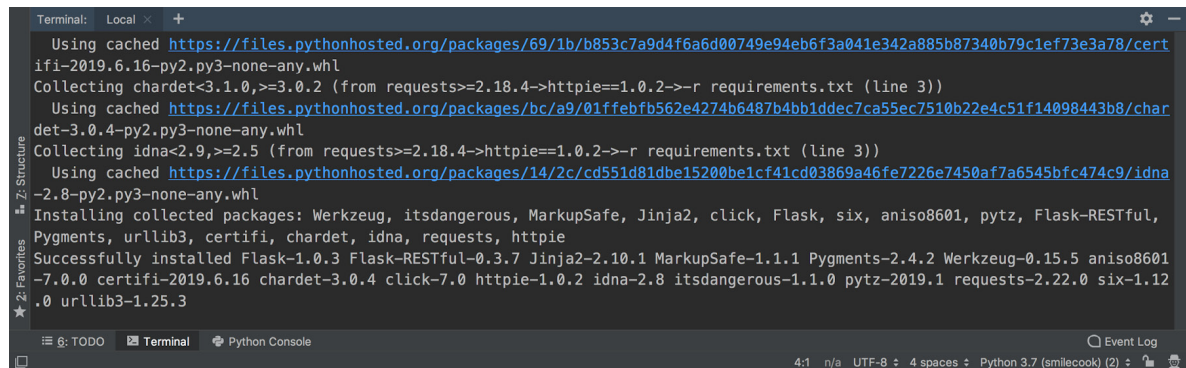 Terminal: Local × +
Using cached https://files.pythonhosted.org/packages/69/1b/b853c7a9d4f6a6d00749e94eb6f3a041e342a885b87340b79c1ef73e3a78/cert
ifi-2019.6.16-py2.py3-none-any.whl
Collecting chardet<3.1.0,>=3.0.2 (from requests>=2.18.4->httpie==1.0.2->-r requirements.txt (line 3))
Using cached https://files.pythonhosted.org/packages/bc/a9/01ffebfb562e4274b6487b4bb1ddec7ca55ec7510b22e4c51f14098443b8/char
det-3.0.4-py2.py3-none-any.whl
Collecting idna<2.9,>=2.5 (from requests>=2.18.4->httpie==1.0.2->-r requirements.txt (line 3))
Using cached https://files.pythonhosted.org/packages/14/2c/cd551d81dbe15200be1cf41cd03869a46fe7226e7450af7a6545bfc474c9/idna
-2.8-py2.py3-none-any.whl
Installing collected packages: Werkzeug, itsdangerous, MarkupSafe, Jinja2, click, Flask, six, aniso8601, pytz, Flask-RESTful,
Pygments, urllib3, certifi, chardet, idna, requests, httpie
Successfully installed Flask-1.0.3 Flask-RESTful-0.3.7 Jinja2-2.10.1 MarkupSafe-1.1.1 Pygments-2.4.2 Werkzeug-0.15.5 aniso8601
-7.0.0 certifi-2019.6.16 chardet-3.0.4 click-7.0 httpie-1.0.2 idna-2.8 itsdangerous-1.1.0 pytz-2019.1 requests-2.22.0 six-1.12
.0 urllib3-1.25.3
Z: Structure
2: Favorites
6: TODO Terminal Python Console Event Log
4:1 n/a UTF-8 4 spaces Python 3.7 (smilecook) (2)